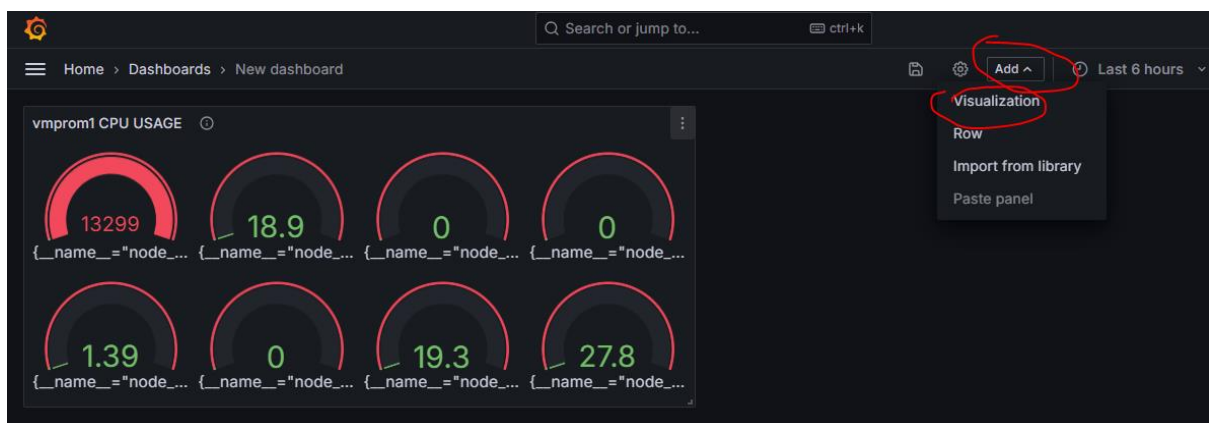 Search or jump to... ctrl+k
Home › Dashboards › New dashboard Add Last 6 hours
Visualization
Row
Import from library
Paste panel
vmprom1 CPU USAGE
13299 18.9 0 0
{__name__="node_... {__name__="node_... {__name__="node_... {__name__="node_...
1.39 0 19.3 27.8
{__name__="node_... {__name__="node_... {__name__="node_... {__name__="node_...